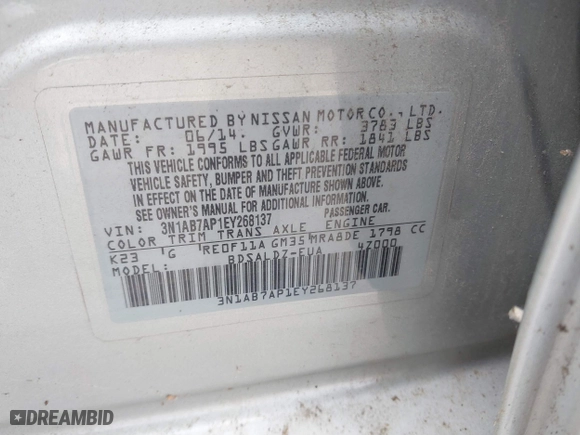 MANUFACTURED BY NISSAN MOTOR CO., LTD.
DATE: 06/14. GVWR: 3783 LBS
GAWR FR: 1995 LBS GAWR RR: 1841 LBS
THIS VEHICLE CONFORMS TO ALL APPLICABLE FEDERAL MOTOR
VEHICLE SAFETY, BUMPER AND THEFT PREVENTION STANDARDS
IN EFFECT ON THE DATE OF MANUFACTURE SHOWN ABOVE.
SEE OWNER'S MANUAL FOR ADDITIONAL INFORMATION.
VIN: 3N1AB7AP1EY268137 PASSENGER CAR
COLOR TRIM TRANS AXLE ENGINE
K23 G RE0F11A GM35 MRA8DE 1798 CC
MODEL: BDSALDZ-EUA 4Z000
3N1AB7AP1EY268137
DREAMBID